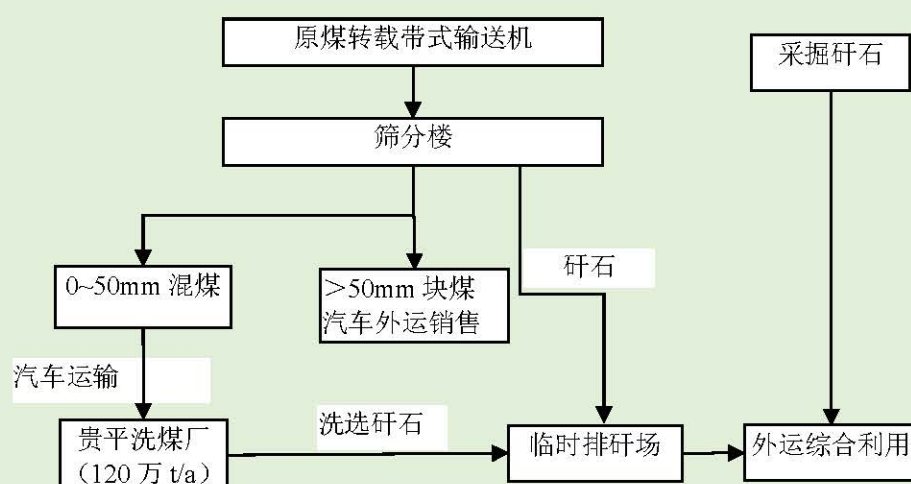 原煤转载带式输送机
采掘矸石
筛分楼
矸石
0~50mm 混煤
>50mm 块煤
汽车外运销售
汽车运输
洗选矸石
贵平洗煤厂
（120 万 t/a）
临时排矸场
外运综合利用